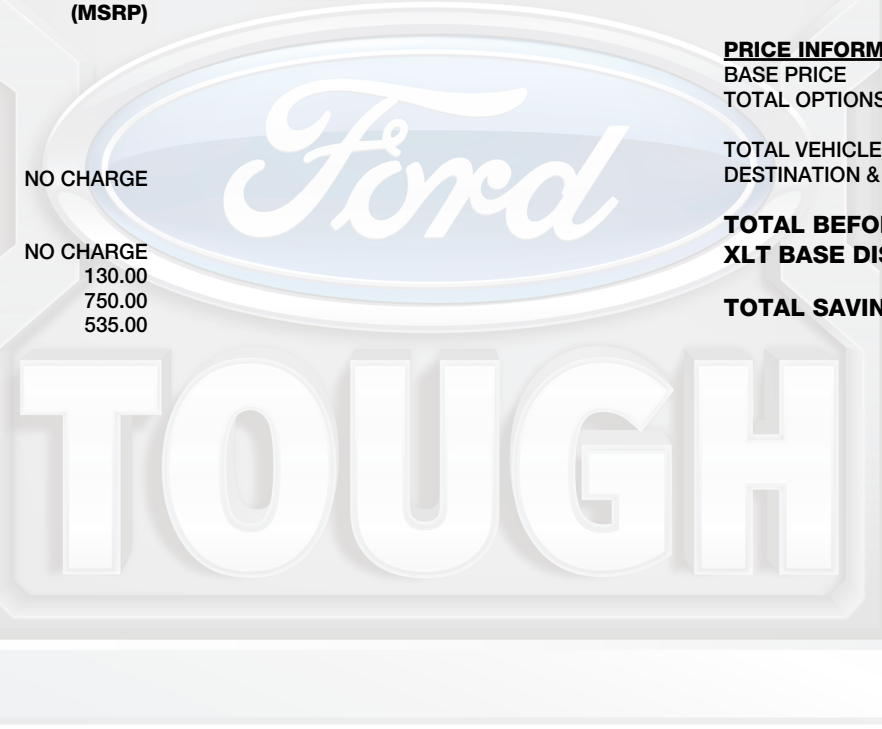 (MSRP)
NO CHARGE
NO CHARGE
130.00
750.00
535.00
PRICE INFORM
BASE PRICE
TOTAL OPTIONS
TOTAL VEHICLE
DESTINATION &
TOTAL BEFO
XLT BASE DIS
TOTAL SAVIN
Ford
TOUGH